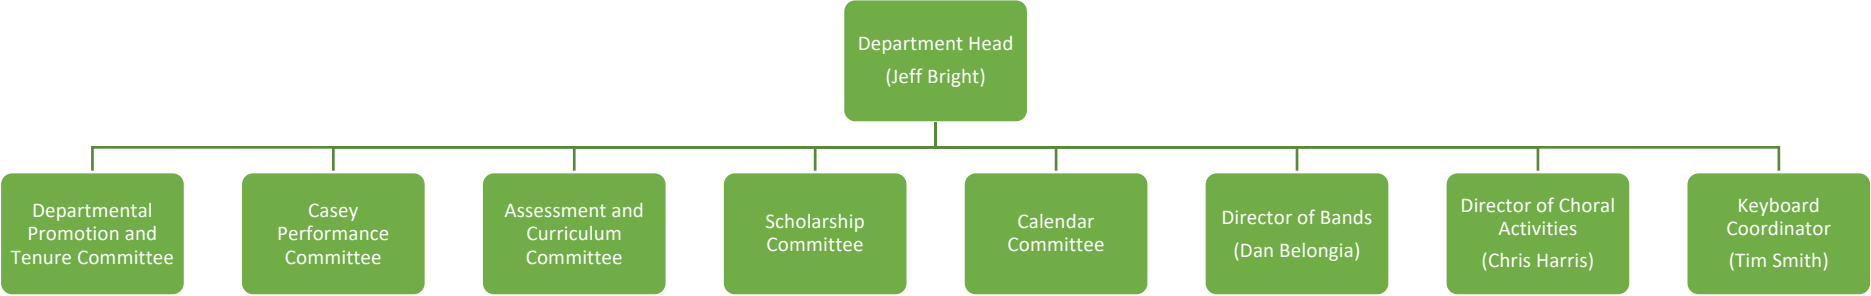 Department Head
(Jeff Bright)
Departmental
Promotion and
Tenure Committee
Casey
Performance
Committee
Assessment and
Curriculum
Committee
Scholarship
Committee
Calendar
Committee
Director of Bands
(Dan Belongia)
Director of Choral
Activities
(Chris Harris)
Keyboard
Coordinator
(Tim Smith)